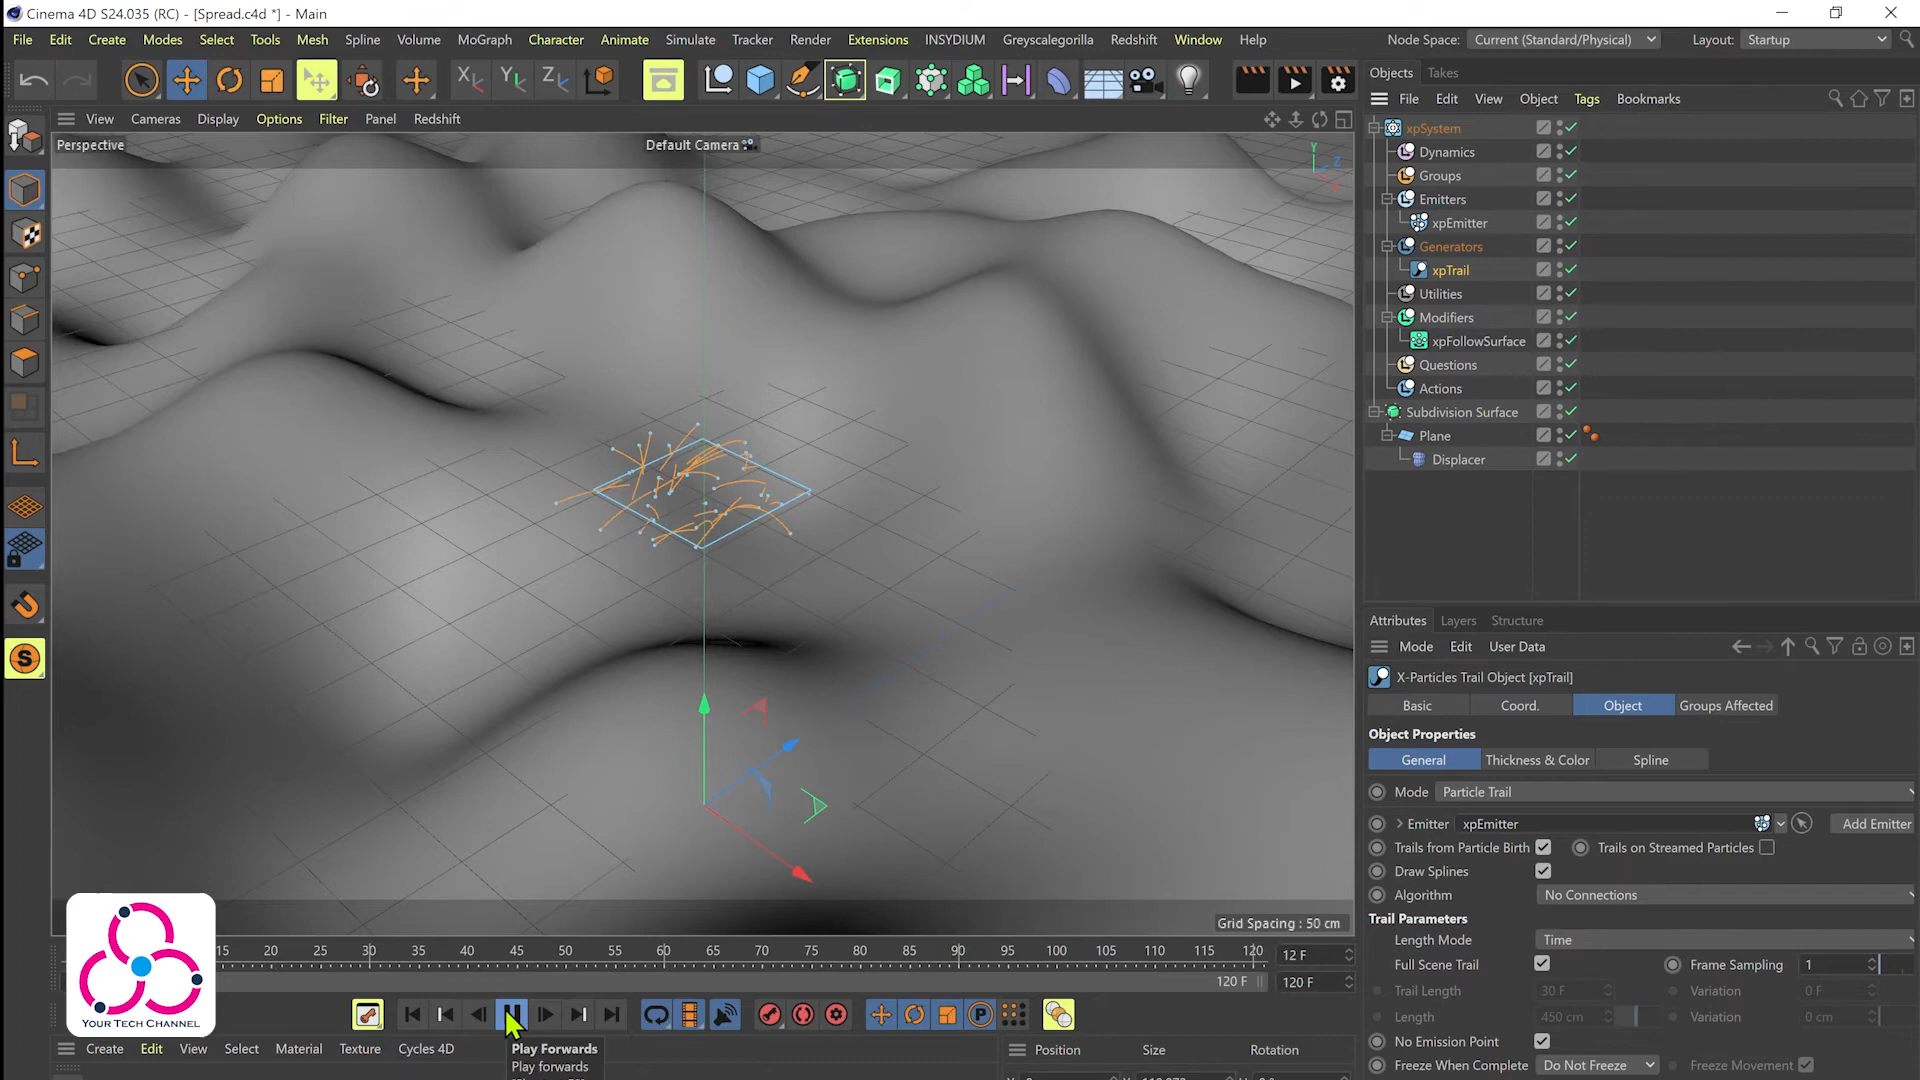 Cinema 4D S24.035 (RC) - [Spread.c4d *] - Main
File Edit Create Modes Select Tools Mesh Spline Volume MoGraph Character Animate Simulate Tracker Render Extensions INSYDIUM Greyscalegorilla Redshift Window Help Node Space: Current (Standard/Physical) Layout: Startup
X Y Z
Objects Takes
File Edit View Object Tags Bookmarks
View Cameras Display Options Filter Panel Redshift
Perspective Default Camera
Y Z X
xpSystem
Dynamics
Groups
Emitters
xpEmitter
Generators
xpTrail
Utilities
Modifiers
xpFollowSurface
Questions
Actions
Subdivision Surface
Plane
Displacer
Attributes Layers Structure
Mode Edit User Data
X-Particles Trail Object [xpTrail]
Basic Coord. Object Groups Affected
Object Properties
General Thickness & Color Spline
Mode Particle Trail
Emitter xpEmitter Add Emitter
Trails from Particle Birth Trails on Streamed Particles
Draw Splines
Algorithm No Connections
Trail Parameters
Length Mode Time
Full Scene Trail Frame Sampling 1
Trail Length 30 F Variation 0 F
Length 450 cm Variation 0 cm
No Emission Point
Freeze When Complete Do Not Freeze Freeze Movement
Grid Spacing : 50 cm
15 20 25 30 35 40 45 50 55 60 65 70 75 80 85 90 95 100 105 110 115 120 12 F
120 F 120 F
P
S
YOUR TECH CHANNEL
Create Edit View Select Material Texture Cycles 4D
Play Forwards
Play forwards
Position Size Rotation